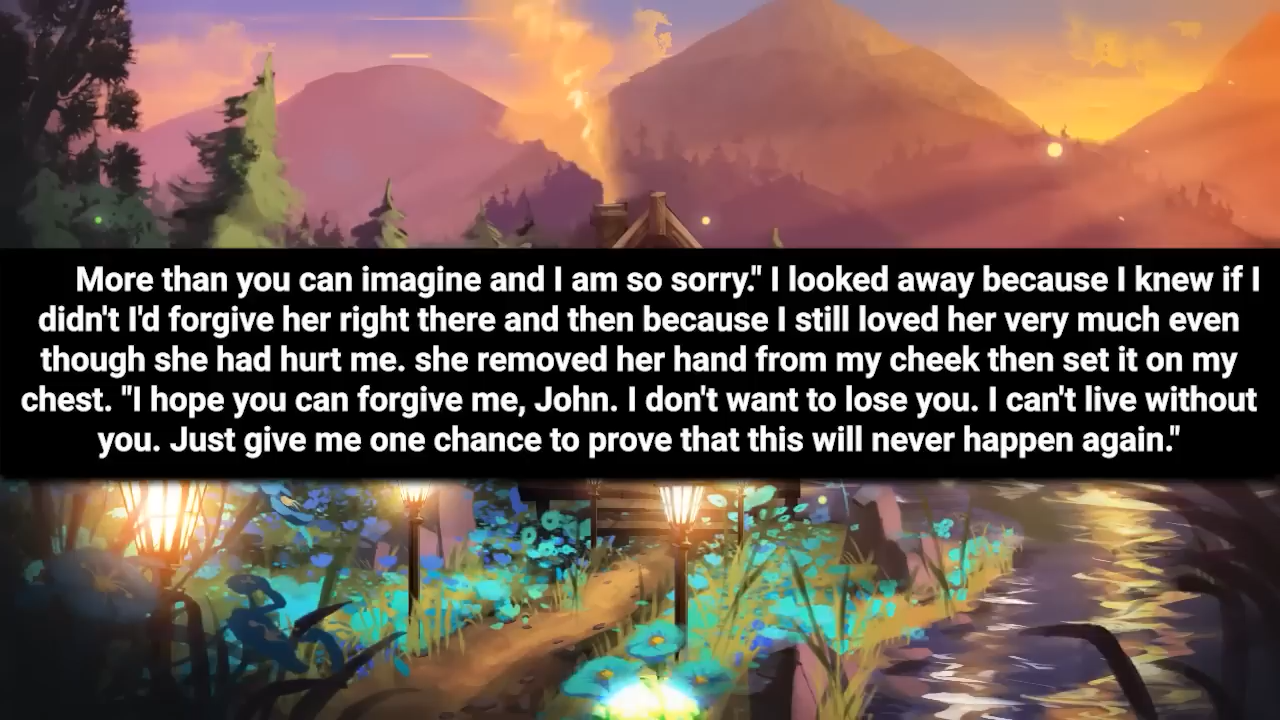 More than you can imagine and I am so sorry." I looked away because I knew if I
didn't I'd forgive her right there and then because I still loved her very much even
though she had hurt me. she removed her hand from my cheek then set it on my
chest. "I hope you can forgive me, John. I don't want to lose you. I can't live without
you. Just give me one chance to prove that this will never happen again."